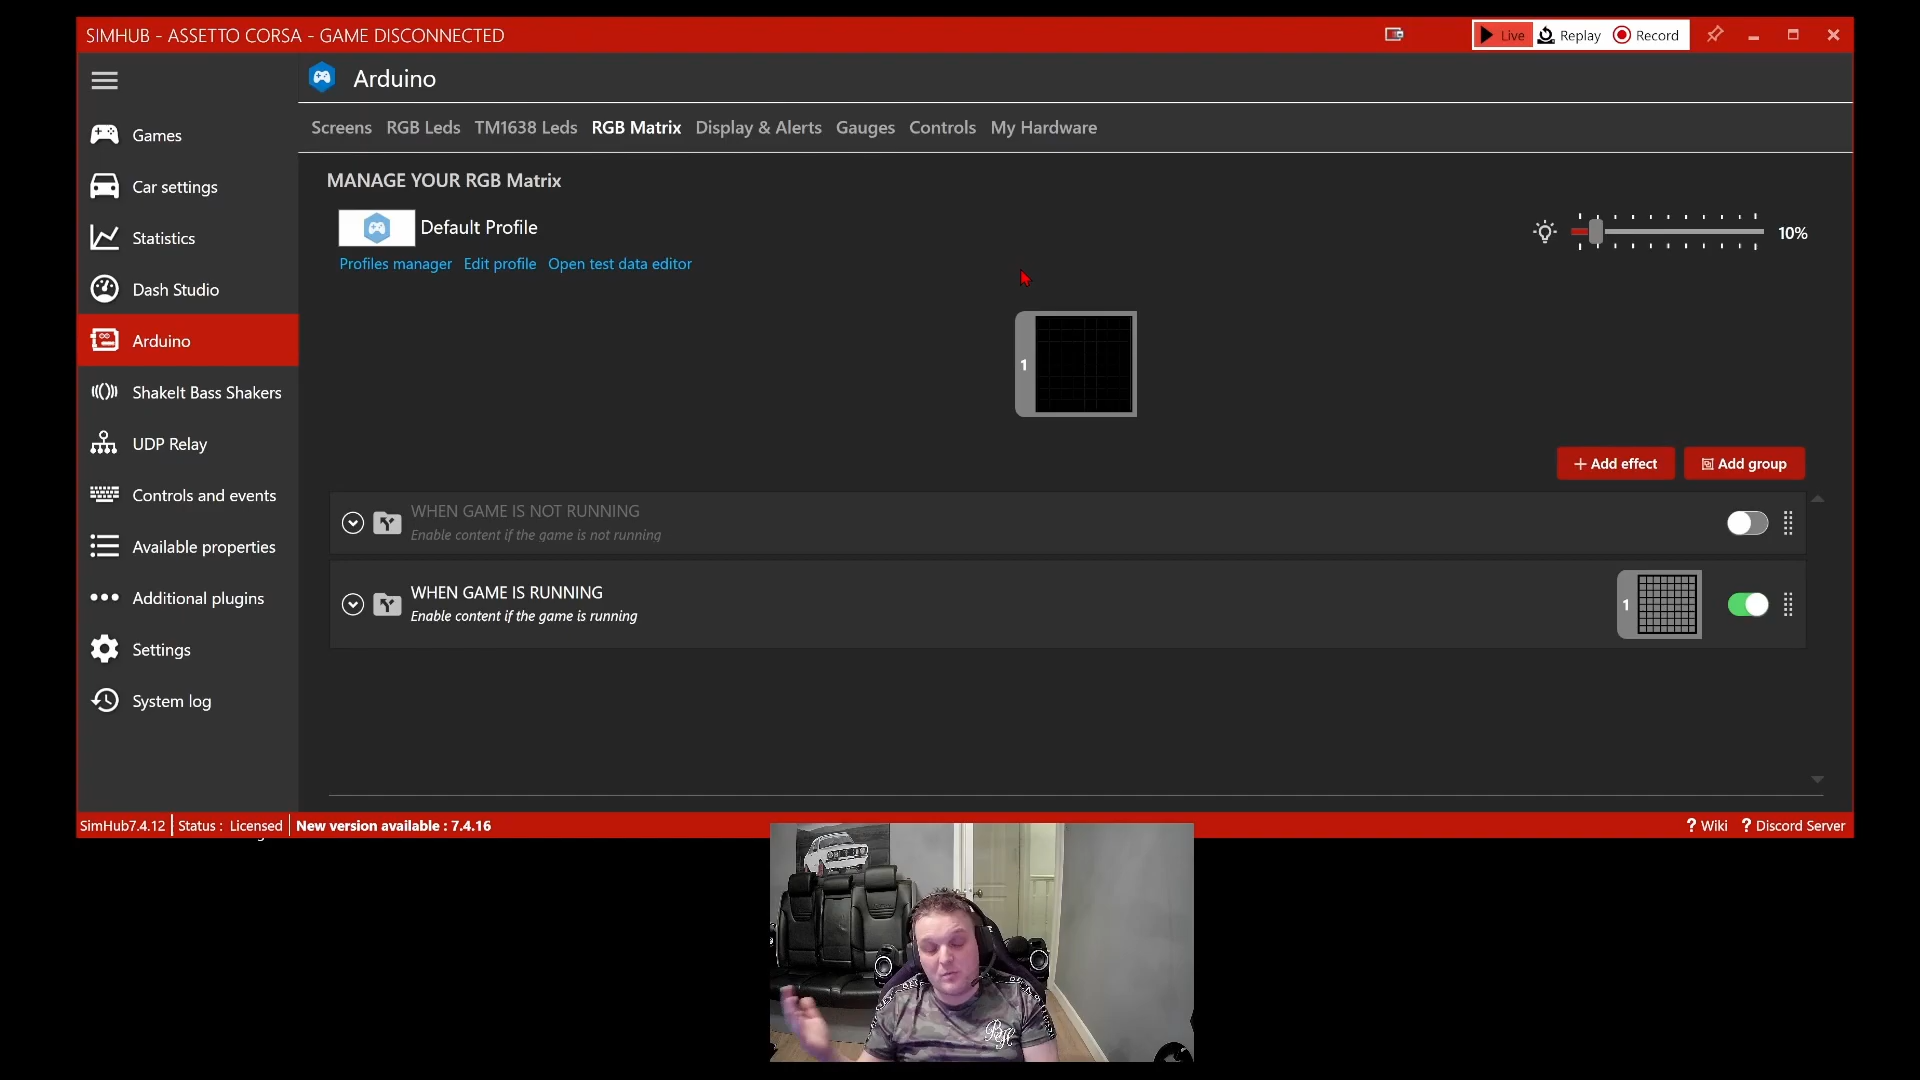 SIMHUB - ASSETTO CORSA - GAME DISCONNECTED
Live Replay Record
Arduino
Games
Car settings
Statistics
Dash Studio
Arduino
ShakeIt Bass Shakers
UDP Relay
Controls and events
Available properties
Additional plugins
Settings
System log
Screens RGB Leds TM1638 Leds RGB Matrix Display & Alerts Gauges Controls My Hardware
MANAGE YOUR RGB Matrix
Default Profile
10%
Profiles manager Edit profile Open test data editor
1
Add effect Add group
WHEN GAME IS NOT RUNNING
Enable content if the game is not running
WHEN GAME IS RUNNING
Enable content if the game is running
1
SimHub7.4.12 Status : Licensed New version available : 7.4.16
? Wiki ? Discord Server